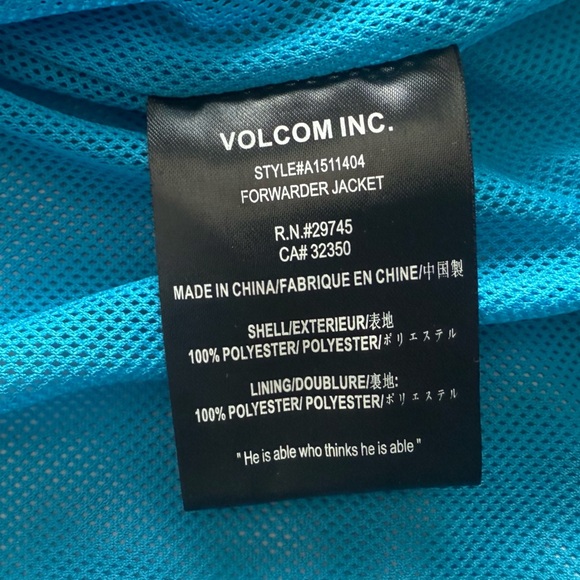 VOLCOM INC.
STYLE#A1511404
FORWARDER JACKET
R.N.#29745
CA# 32350
MADE IN CHINA/FABRIQUE EN CHINE/中国製
SHELL/EXTERIEUR/表地
100% POLYESTER/ POLYESTER/ポリエステル
LINING/DOUBLURE/裏地:
100% POLYESTER/ POLYESTER/ポリエステル
"He is able who thinks he is able"